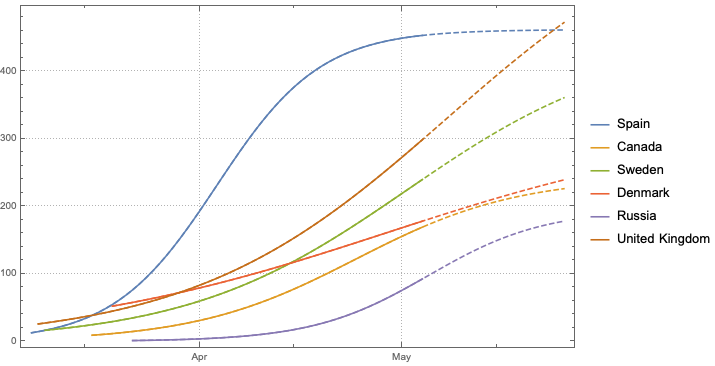 400
300
200
100
0
Apr
May
Spain
Canada
Sweden
Denmark
Russia
United Kingdom